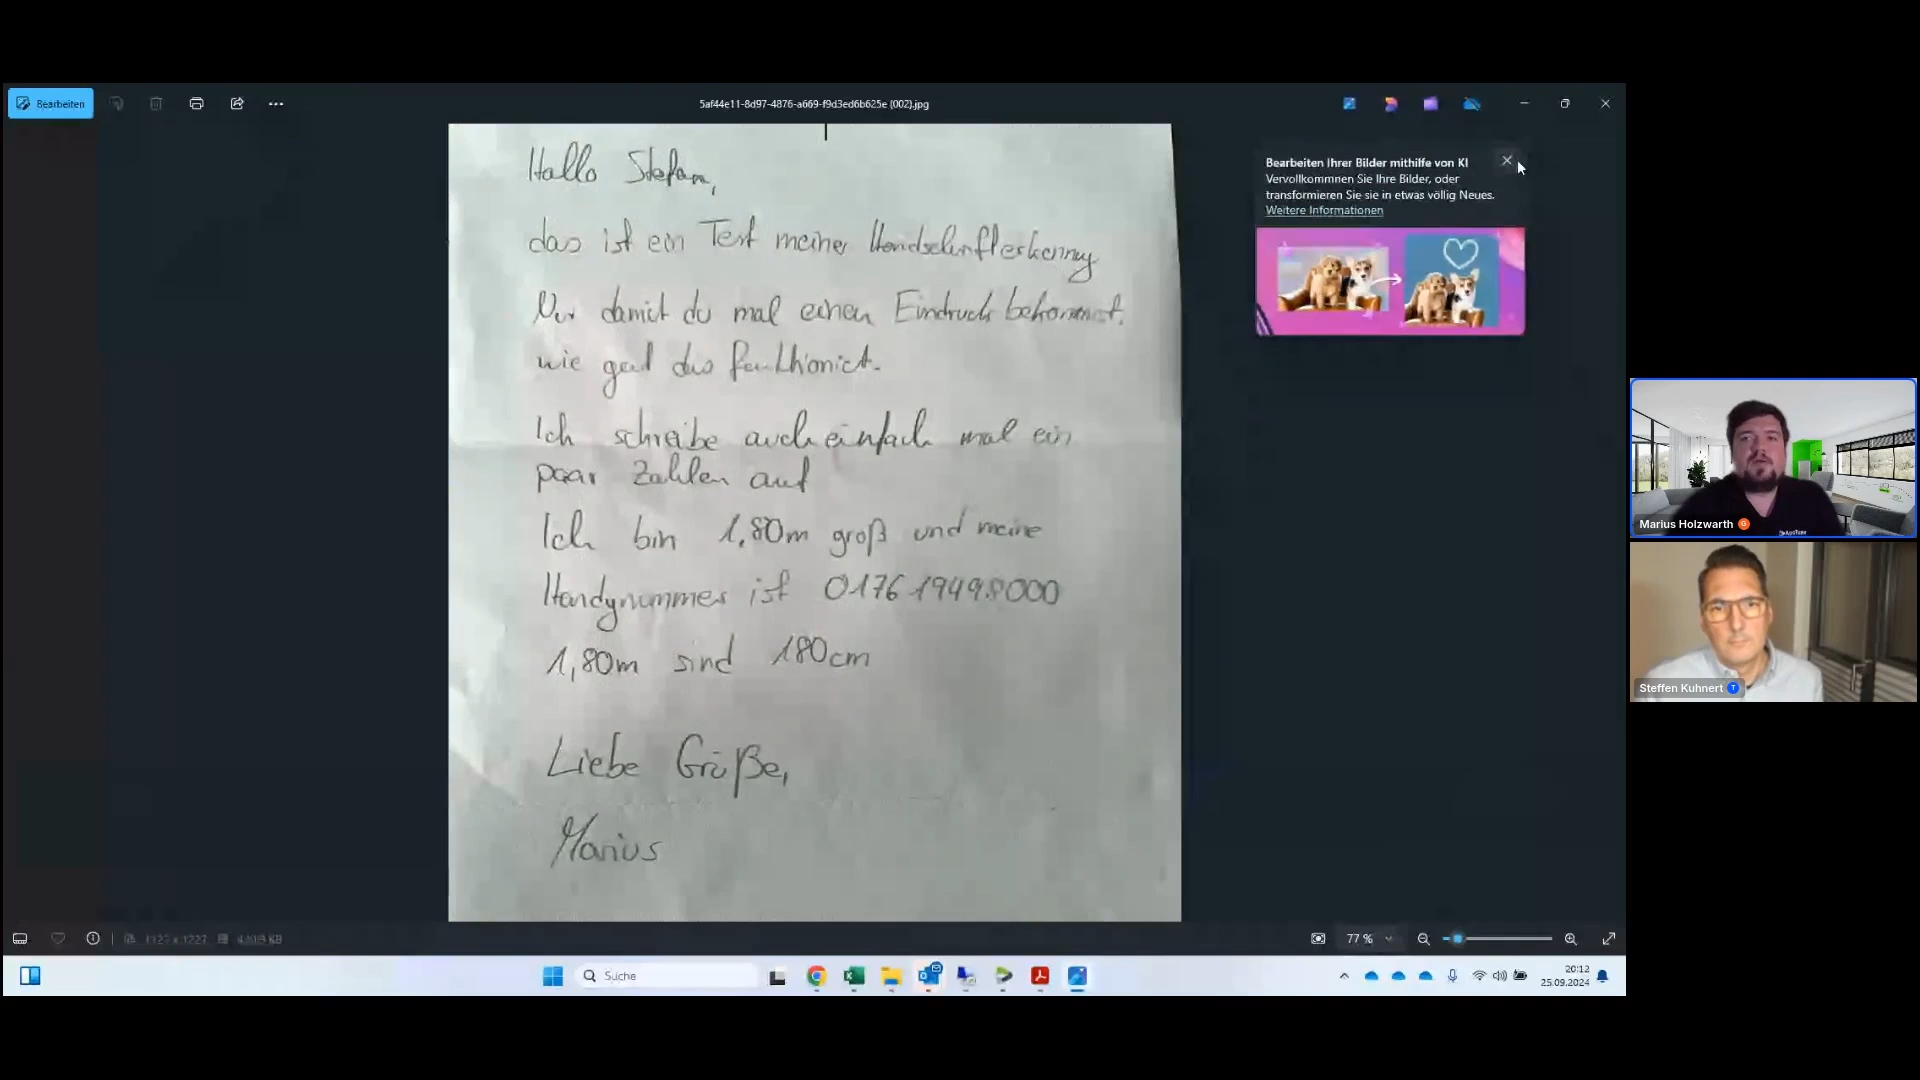 Bearbeiten
5af44e11-8d97-4876-a669-f9d3ed6b625e (002).jpg
Hallo Stefan,
das ist ein Test meiner Handschrifterkennung
Nur damit du mal einen Eindruck bekommst.
wie gut das funktioniert.
Ich schreibe auch einfach mal ein
paar Zahlen auf
Ich bin 1,80m groß und meine
Handynummer ist 017619498000
1,80m sind 180cm
Liebe Grüße,
Marius
Bearbeiten Ihrer Bilder mithilfe von KI
Vervollkommnen Sie Ihre Bilder, oder
transformieren Sie sie in etwas völlig Neues.
Weitere Informationen
Marius Holzwarth
Steffen Kuhnert
77 %
Suche
20:12
25.09.2024